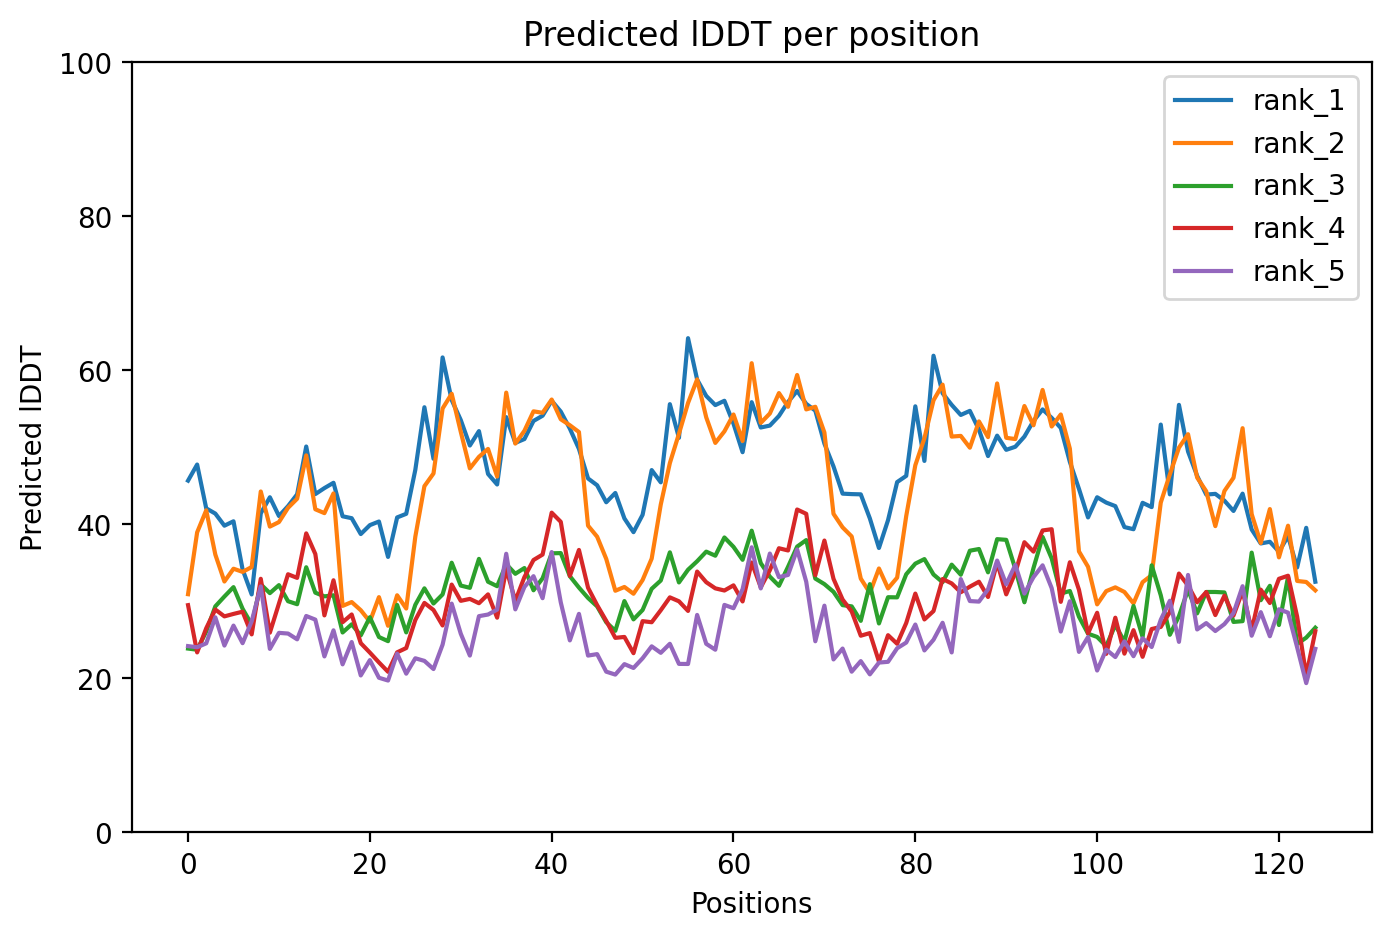 Predicted lDDT per position
100
80
60
40
20
0
Predicted lDDT
rank_1
rank_2
rank_3
rank_4
rank_5
0 20 40 60 80 100 120
Positions